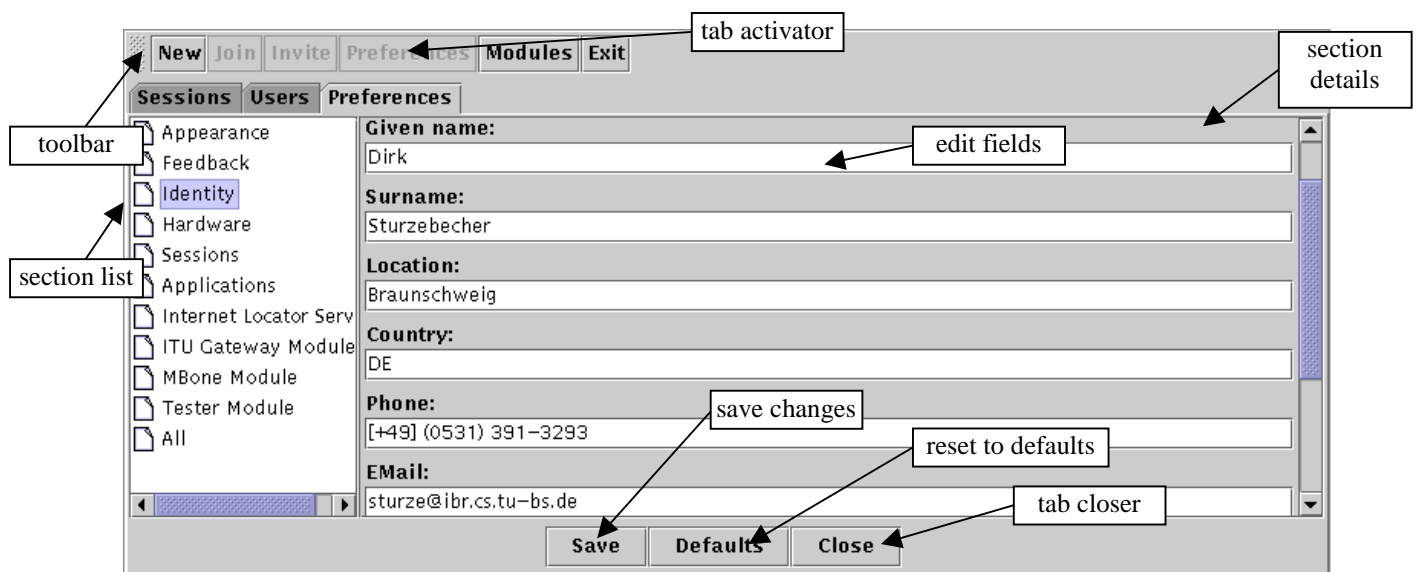 tab activator
New Join Invite Preferences Modules Exit
section
details
Sessions Users Preferences
toolbar
Appearance
Feedback
Identity
Hardware
Sessions
section list
Applications
Internet Locator Serv
ITU Gateway Module
MBone Module
Tester Module
All
Given name:
edit fields
Dirk
Surname:
Sturzebecher
Location:
Braunschweig
Country:
DE
Phone:
save changes
[+49] (0531) 391-3293
reset to defaults
EMail:
sturze@ibr.cs.tu-bs.de
tab closer
Save Defaults Close